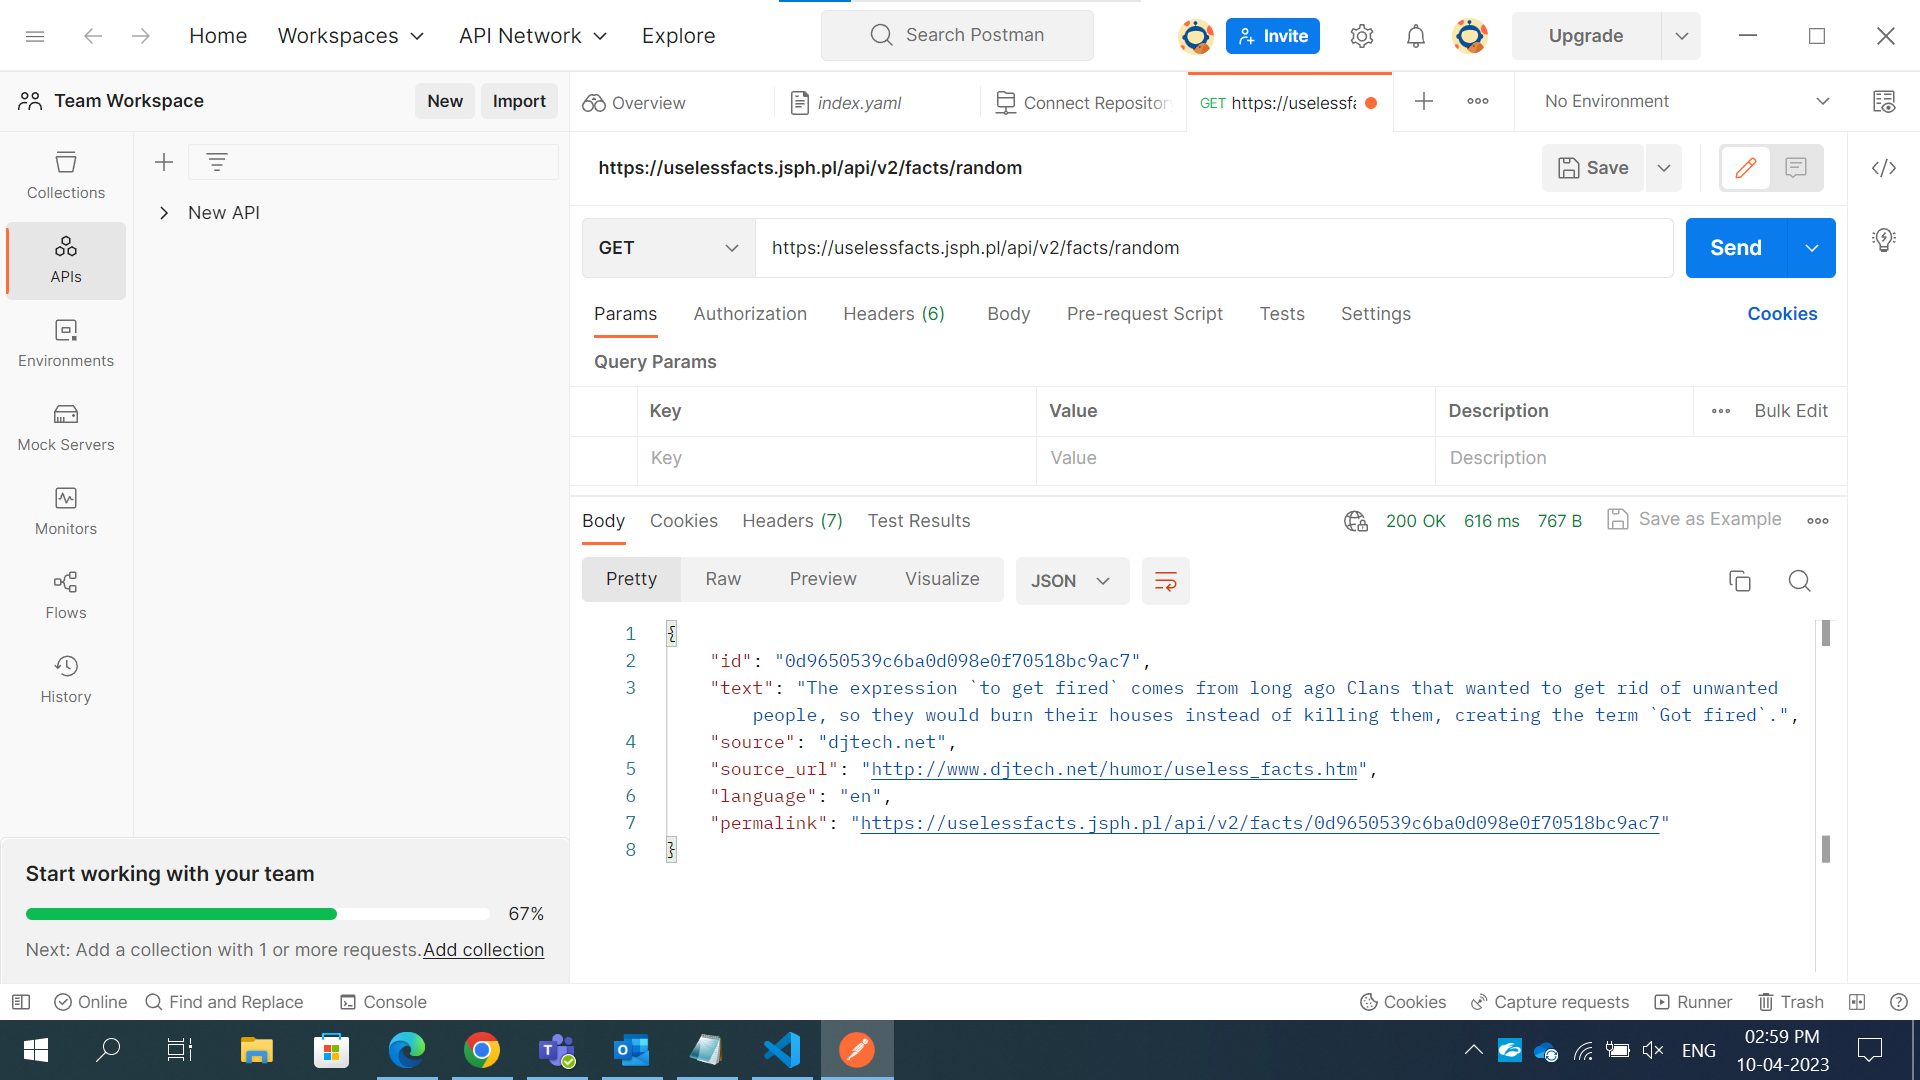 Home Workspaces API Network Explore Search Postman Invite Upgrade
Team Workspace New Import Overview index.yaml Connect Repositor GET https://uselessfa No Environment
https://uselessfacts.jsph.pl/api/v2/facts/random Save
Collections
New API
GET https://uselessfacts.jsph.pl/api/v2/facts/random Send
APIs
Params Authorization Headers (6) Body Pre-request Script Tests Settings Cookies
Environments
Query Params
Key Value Description Bulk Edit
Mock Servers
Key Value Description
Monitors
Body Cookies Headers (7) Test Results 200 OK 616 ms 767 B Save as Example
Pretty Raw Preview Visualize JSON
Flows
1 {
2 "id": "0d9650539c6ba0d098e0f70518bc9ac7",
3 "text": "The expression `to get fired` comes from long ago Clans that wanted to get rid of unwanted
people, so they would burn their houses instead of killing them, creating the term `Got fired`.",
History
4 "source": "djtech.net",
5 "source_url": "http://www.djtech.net/humor/useless_facts.htm",
6 "language": "en",
7 "permalink": "https://uselessfacts.jsph.pl/api/v2/facts/0d9650539c6ba0d098e0f70518bc9ac7"
8 }
Start working with your team
67%
Next: Add a collection with 1 or more requests. Add collection
Online Find and Replace Console Cookies Capture requests Runner Trash
ENG 02:59 PM
10-04-2023